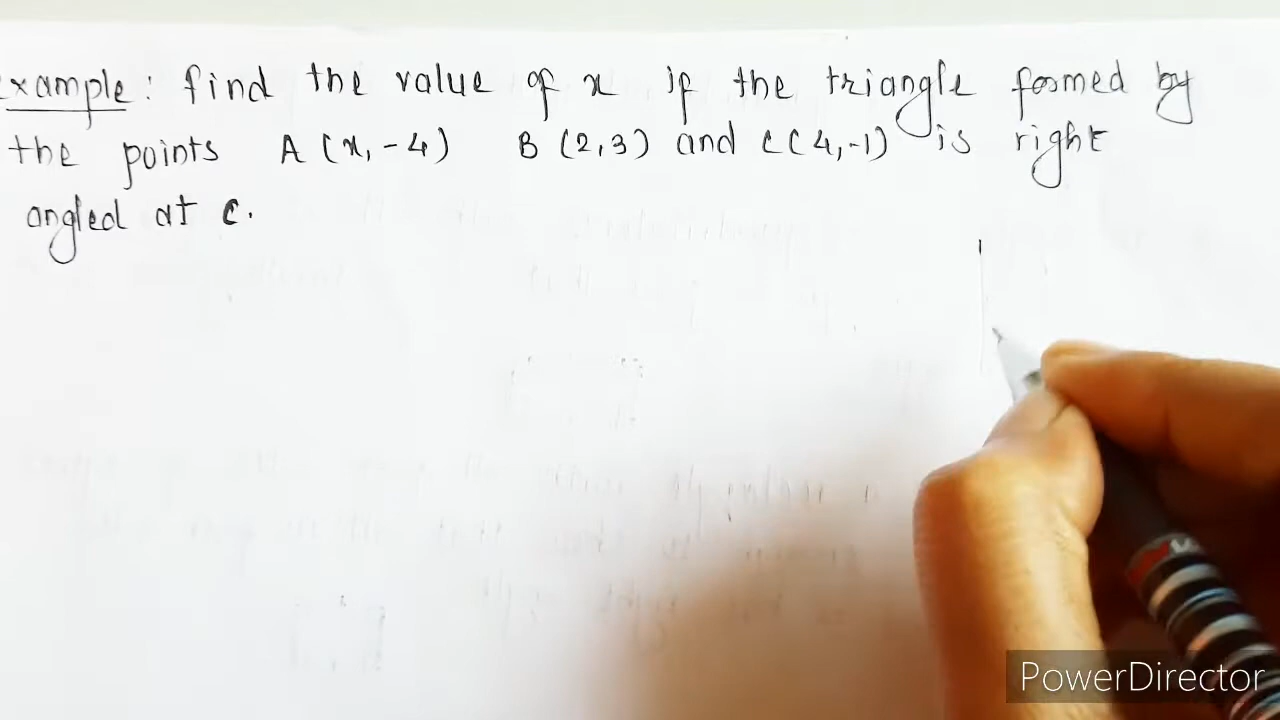 Example: find the value of x if the triangle formed by
the points A (x, -4) B (2,3) and C(4,-1) is right
angled at C.
PowerDirector